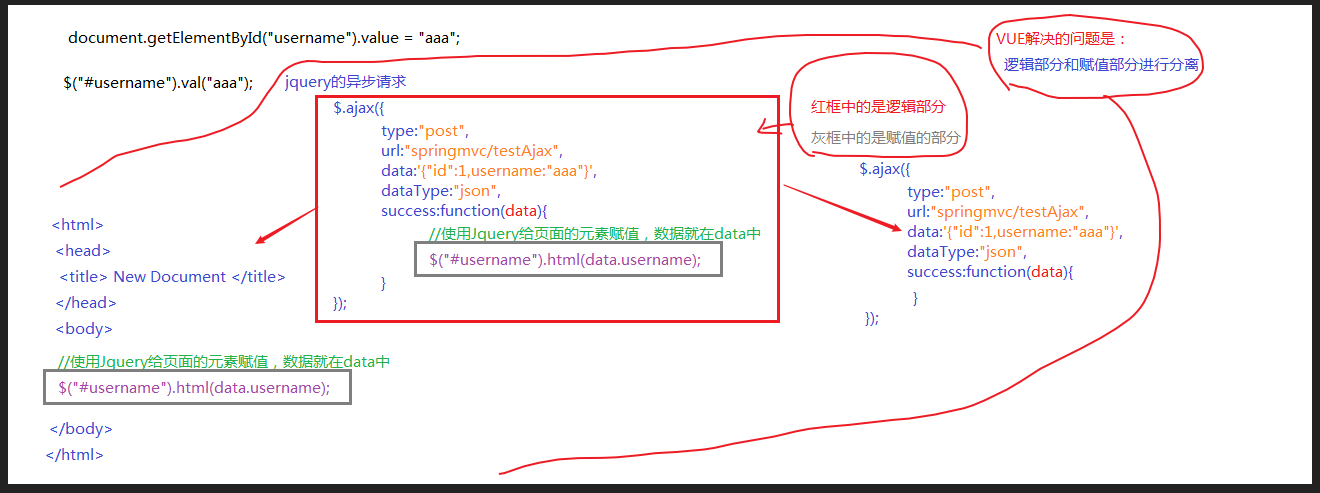 document.getElementById("username").value = "aaa";
$("#username").val("aaa");
jquery的异步请求
$.ajax({
type:"post",
url:"springmvc/testAjax",
data:'{"id":1,username:"aaa"}',
dataType:"json",
success:function(data){
//使用Jquery给页面的元素赋值，数据就在data中
$("#username").html(data.username);
}
});
VUE解决的问题是：
逻辑部分和赋值部分进行分离
红框中的是逻辑部分
灰框中的是赋值的部分
$.ajax({
type:"post",
url:"springmvc/testAjax",
data:'{"id":1,username:"aaa"}',
dataType:"json",
success:function(data){
}
});
<html>
<head>
<title> New Document </title>
</head>
<body>
//使用Jquery给页面的元素赋值，数据就在data中
$("#username").html(data.username);
</body>
</html>